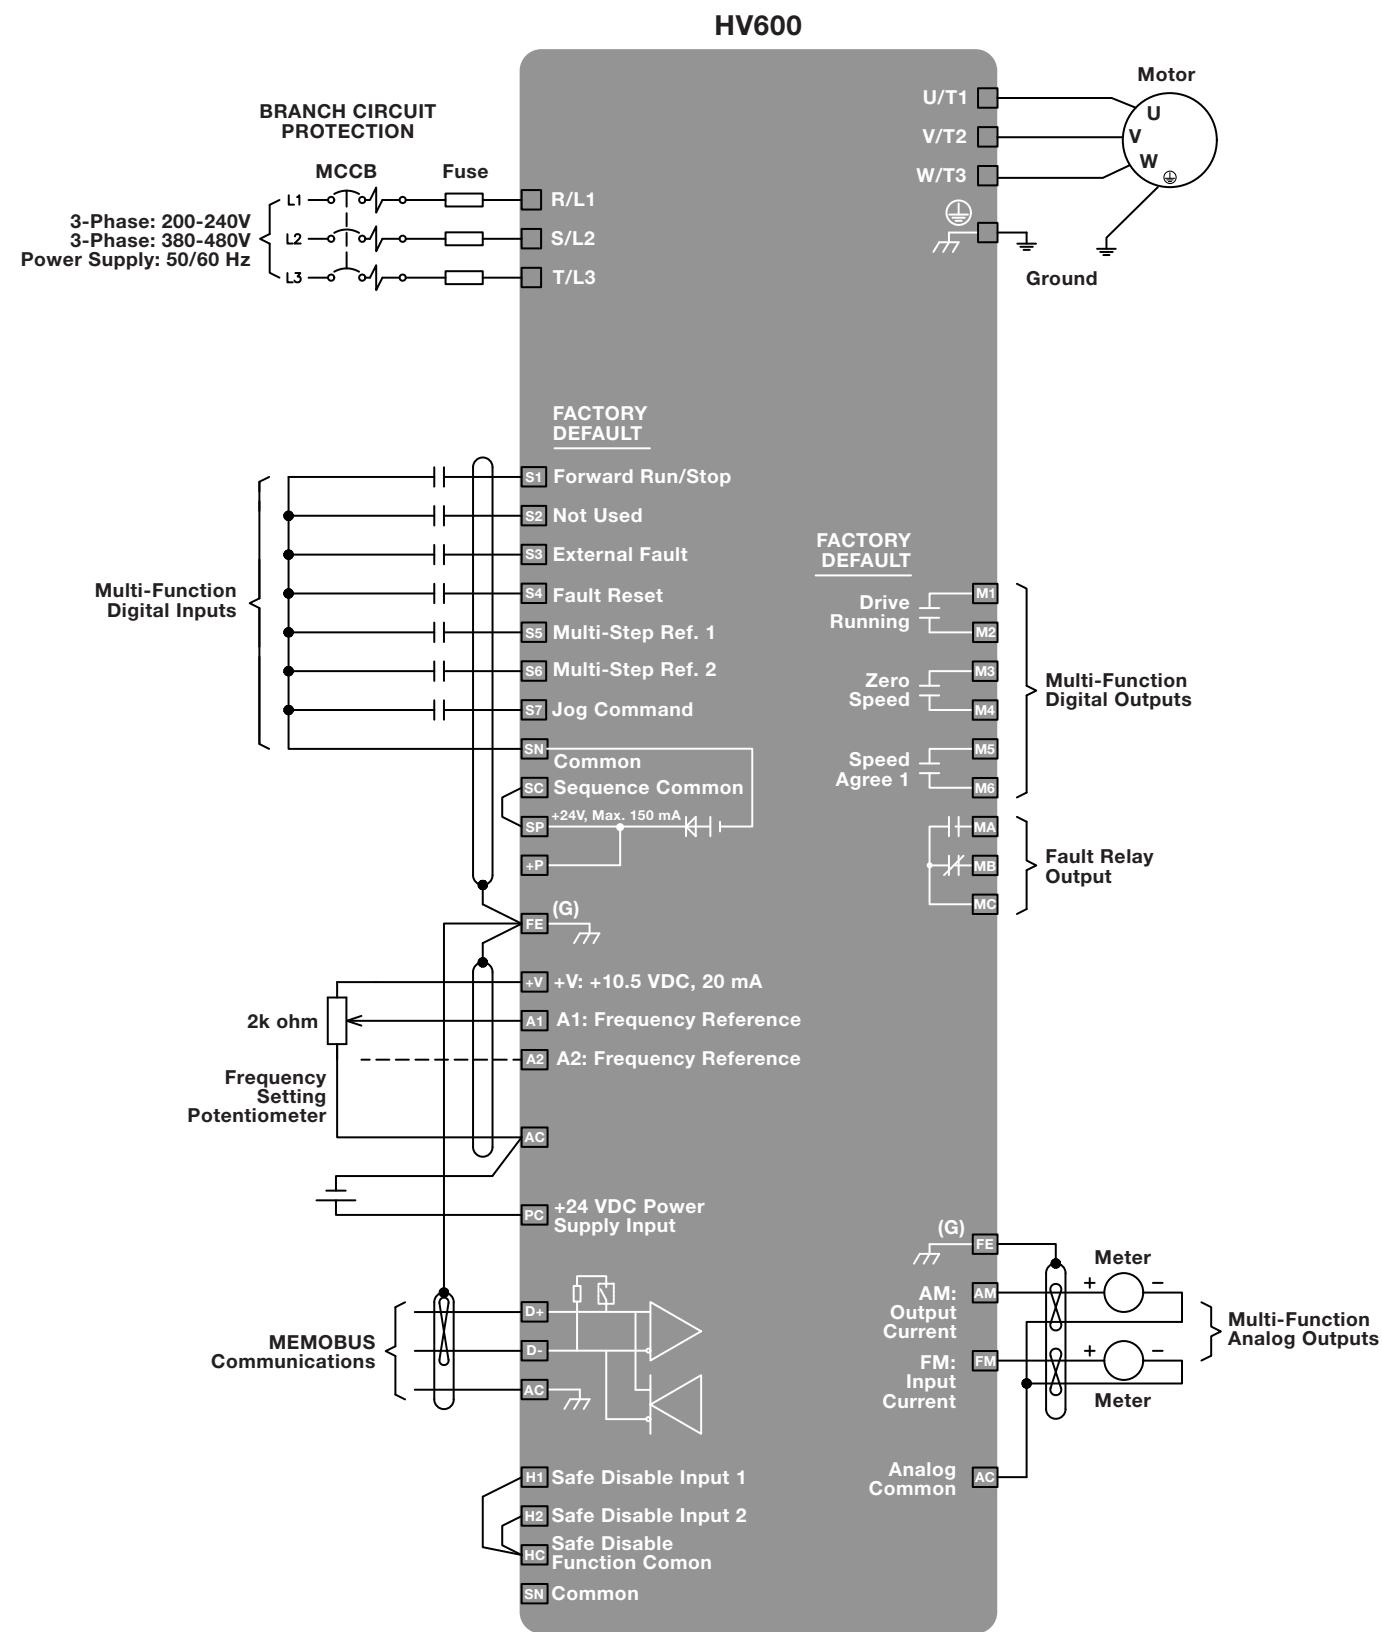 HV600
BRANCH CIRCUIT
PROTECTION
MCCB
Fuse
L1
L2
L3
3-Phase: 200-240V
3-Phase: 380-480V
Power Supply: 50/60 Hz
R/L1
S/L2
T/L3
U/T1
V/T2
W/T3
Motor
U
V
W
Ground
FACTORY
DEFAULT
Multi-Function
Digital Inputs
S1 Forward Run/Stop
S2 Not Used
S3 External Fault
S4 Fault Reset
S5 Multi-Step Ref. 1
S6 Multi-Step Ref. 2
S7 Jog Command
SN
Common
SC Sequence Common
SP +24V, Max. 150 mA
+P
FE (G)
FACTORY
DEFAULT
Drive
Running
M1
M2
Zero
Speed
M3
M4
Speed
Agree 1
M5
M6
Multi-Function
Digital Outputs
MA
MB
MC
Fault Relay
Output
+V +V: +10.5 VDC, 20 mA
2k ohm
A1 A1: Frequency Reference
A2 A2: Frequency Reference
Frequency
Setting
Potentiometer
AC
PC +24 VDC Power
Supply Input
MEMOBUS
Communications
D+
D-
AC
(G) FE
AM:
Output
Current
AM
+ Meter −
FM:
Input
Current
FM
+ −
Meter
Multi-Function
Analog Outputs
Analog
Common
AC
H1 Safe Disable Input 1
H2 Safe Disable Input 2
HC Safe Disable
Function Comon
SN Common